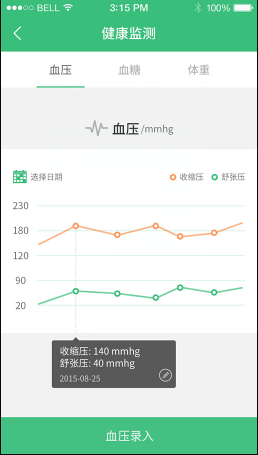 BELL 3:15 PM 100%
健康监测
血压 血糖 体重
血压 /mmhg
选择日期 收缩压 舒张压
230
180
120
90
20
收缩压: 140 mmhg
舒张压: 40 mmhg
2015-08-25
血压录入